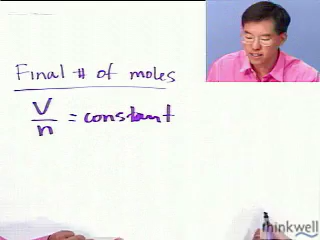 Final # of moles
V
n = constant
thinkwell